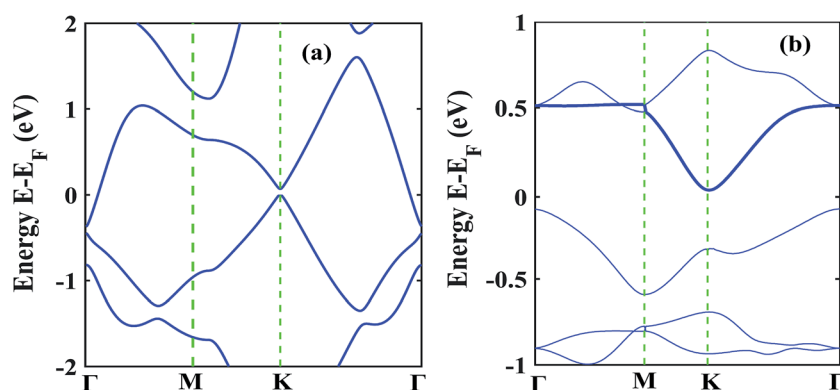 (a)
Energy E-E_F (eV)
2
1
0
-1
-2
Γ M K Γ
(b)
Energy E-E_F (eV)
1
0.5
0
-0.5
-1
Γ M K Γ